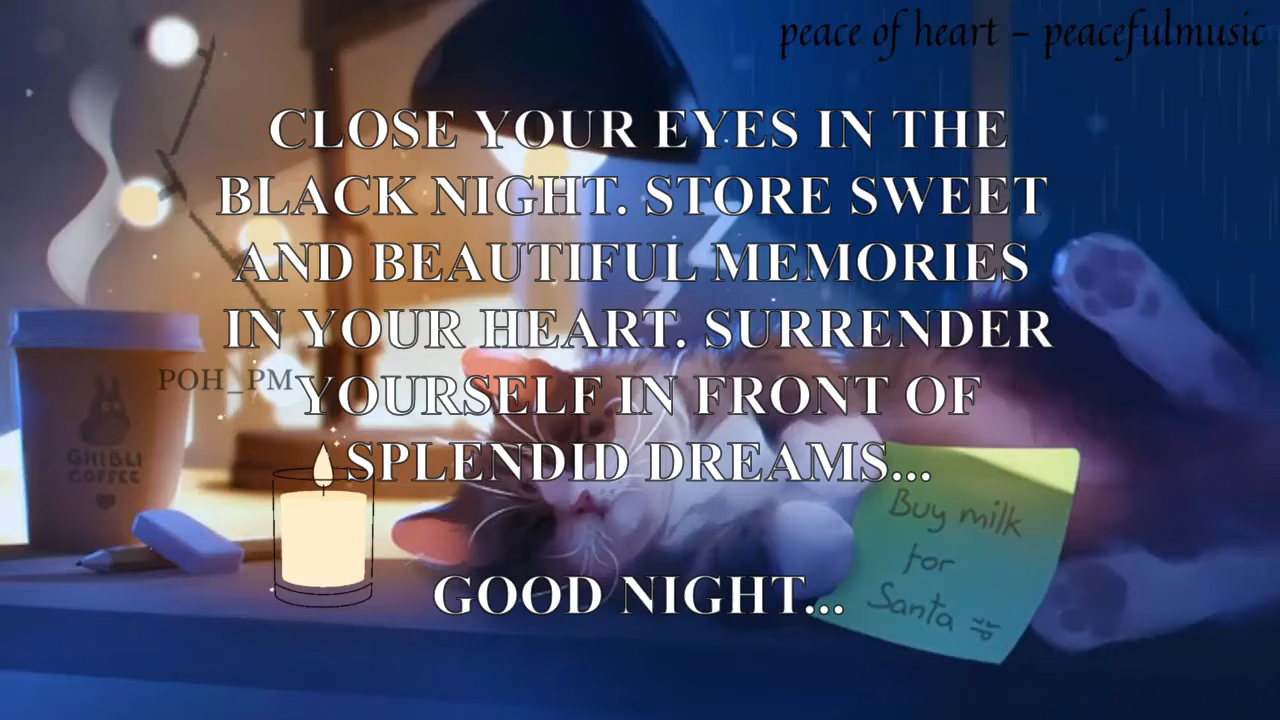 peace of heart - peacefulmusic
CLOSE YOUR EYES IN THE
BLACK NIGHT. STORE SWEET
AND BEAUTIFUL MEMORIES
IN YOUR HEART. SURRENDER
YOURSELF IN FRONT OF
SPLENDID DREAMS...
GOOD NIGHT...
POH_PM
GHIBLI
COFFEE
Buy milk
for
Santa